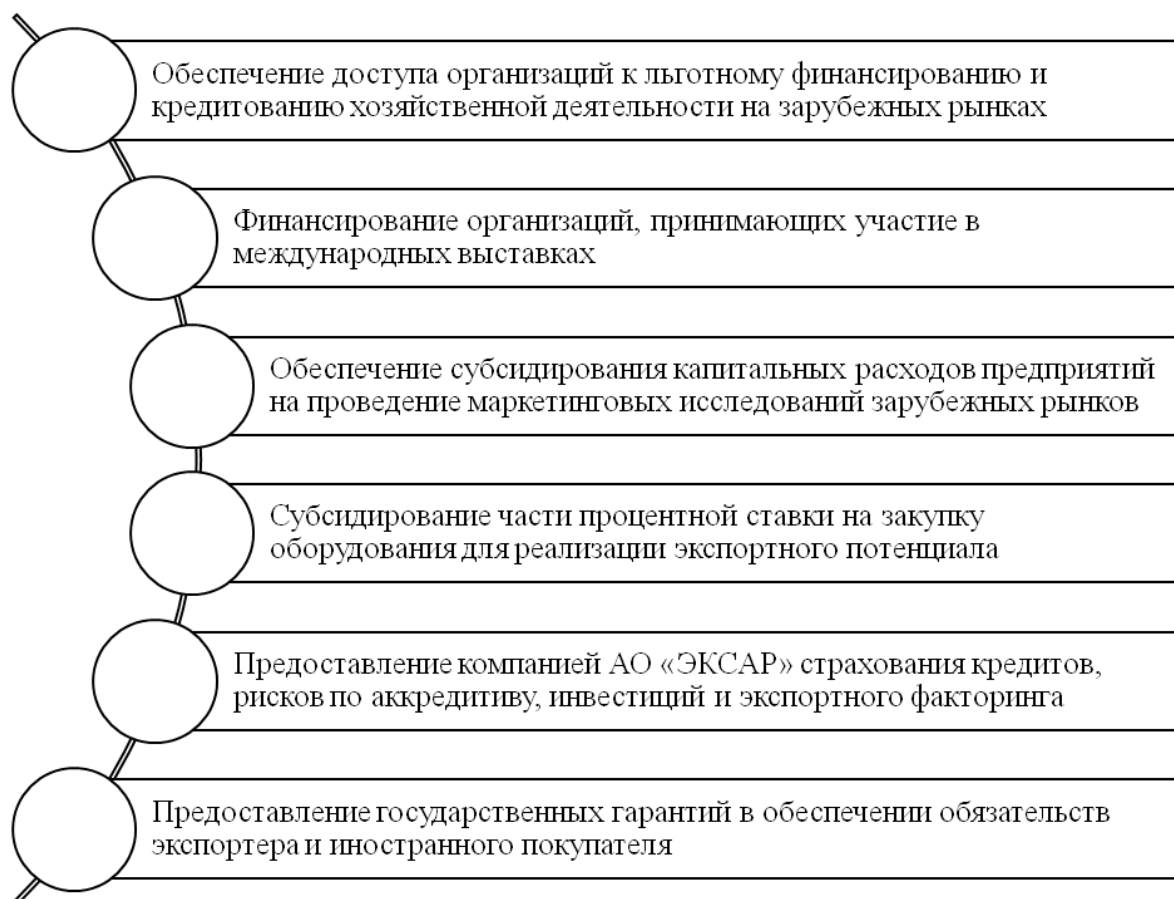 Обеспечение доступа организаций к льготному финансированию и
кредитованию хозяйственной деятельности на зарубежных рынках
Финансирование организаций, принимающих участие в
международных выставках
Обеспечение субсидирования капитальных расходов предприятий
на проведение маркетинговых исследований зарубежных рынков
Субсидирование части процентной ставки на закупку
оборудования для реализации экспортного потенциала
Предоставление компанией АО «ЭКСАР» страхования кредитов,
рисков по аккредитиву, инвестиций и экспортного факторинга
Предоставление государственных гарантий в обеспечении обязательств
экспортера и иностранного покупателя